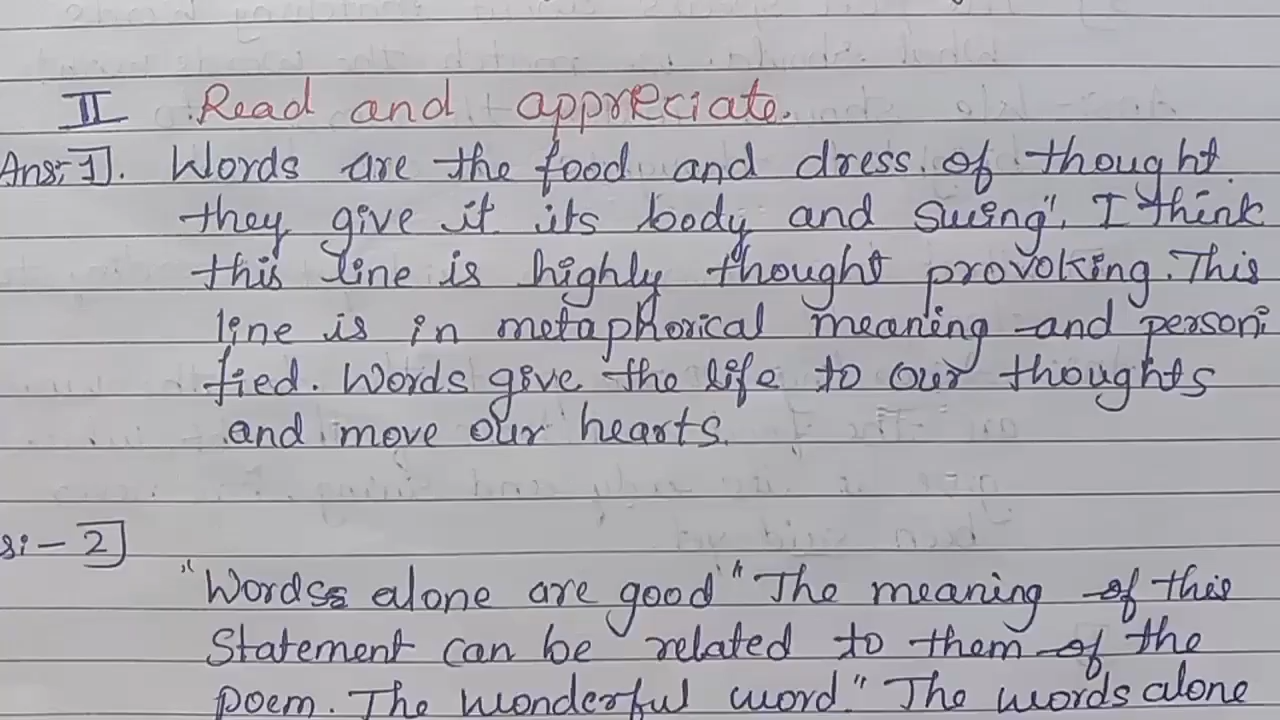 II Read and appreciate.
Ans:- 1]. Words are the food and dress of thought
they give it its body and swing", I think
this line is highly thought provoking. This
line is in metaphorical meaning and personi
fied. Words give the life to our thoughts
and move our hearts.
s:- 2]
"Words alone are good" The meaning of this
Statement can be related to them of the
poem. The wonderful word." The words alone